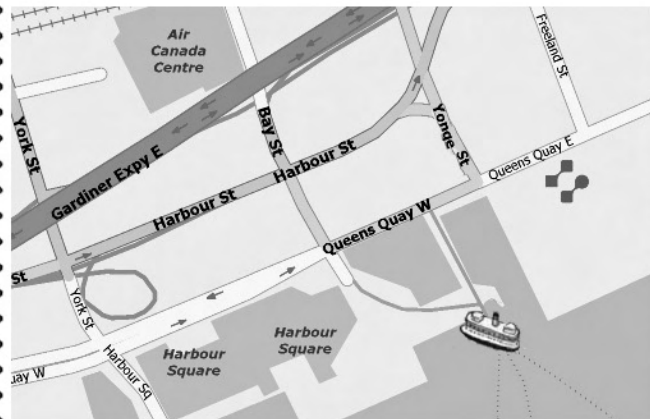 Air
Canada
Centre
York St
Gardiner Expy E
Bay St
Harbour St
Harbour St
Yonge St
Freeland St
Queens Quay E
Queens Quay W
St
York St
Harbour Sq
uay W
Harbour
Square
Harbour
Square